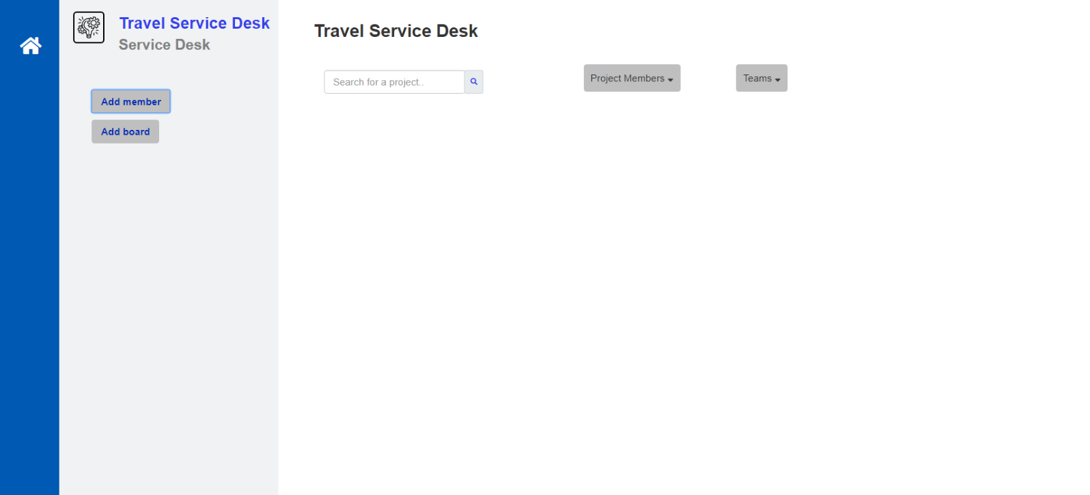 Travel Service Desk
Service Desk
Add member
Add board
Travel Service Desk
Search for a project..
Project Members
Teams